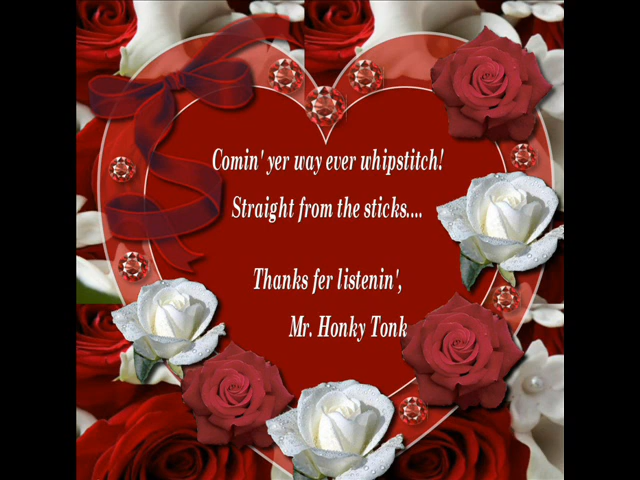 Comin' yer way ever whipstitch!
Straight from the sticks....
Thanks fer listenin',
Mr. Honky Tonk